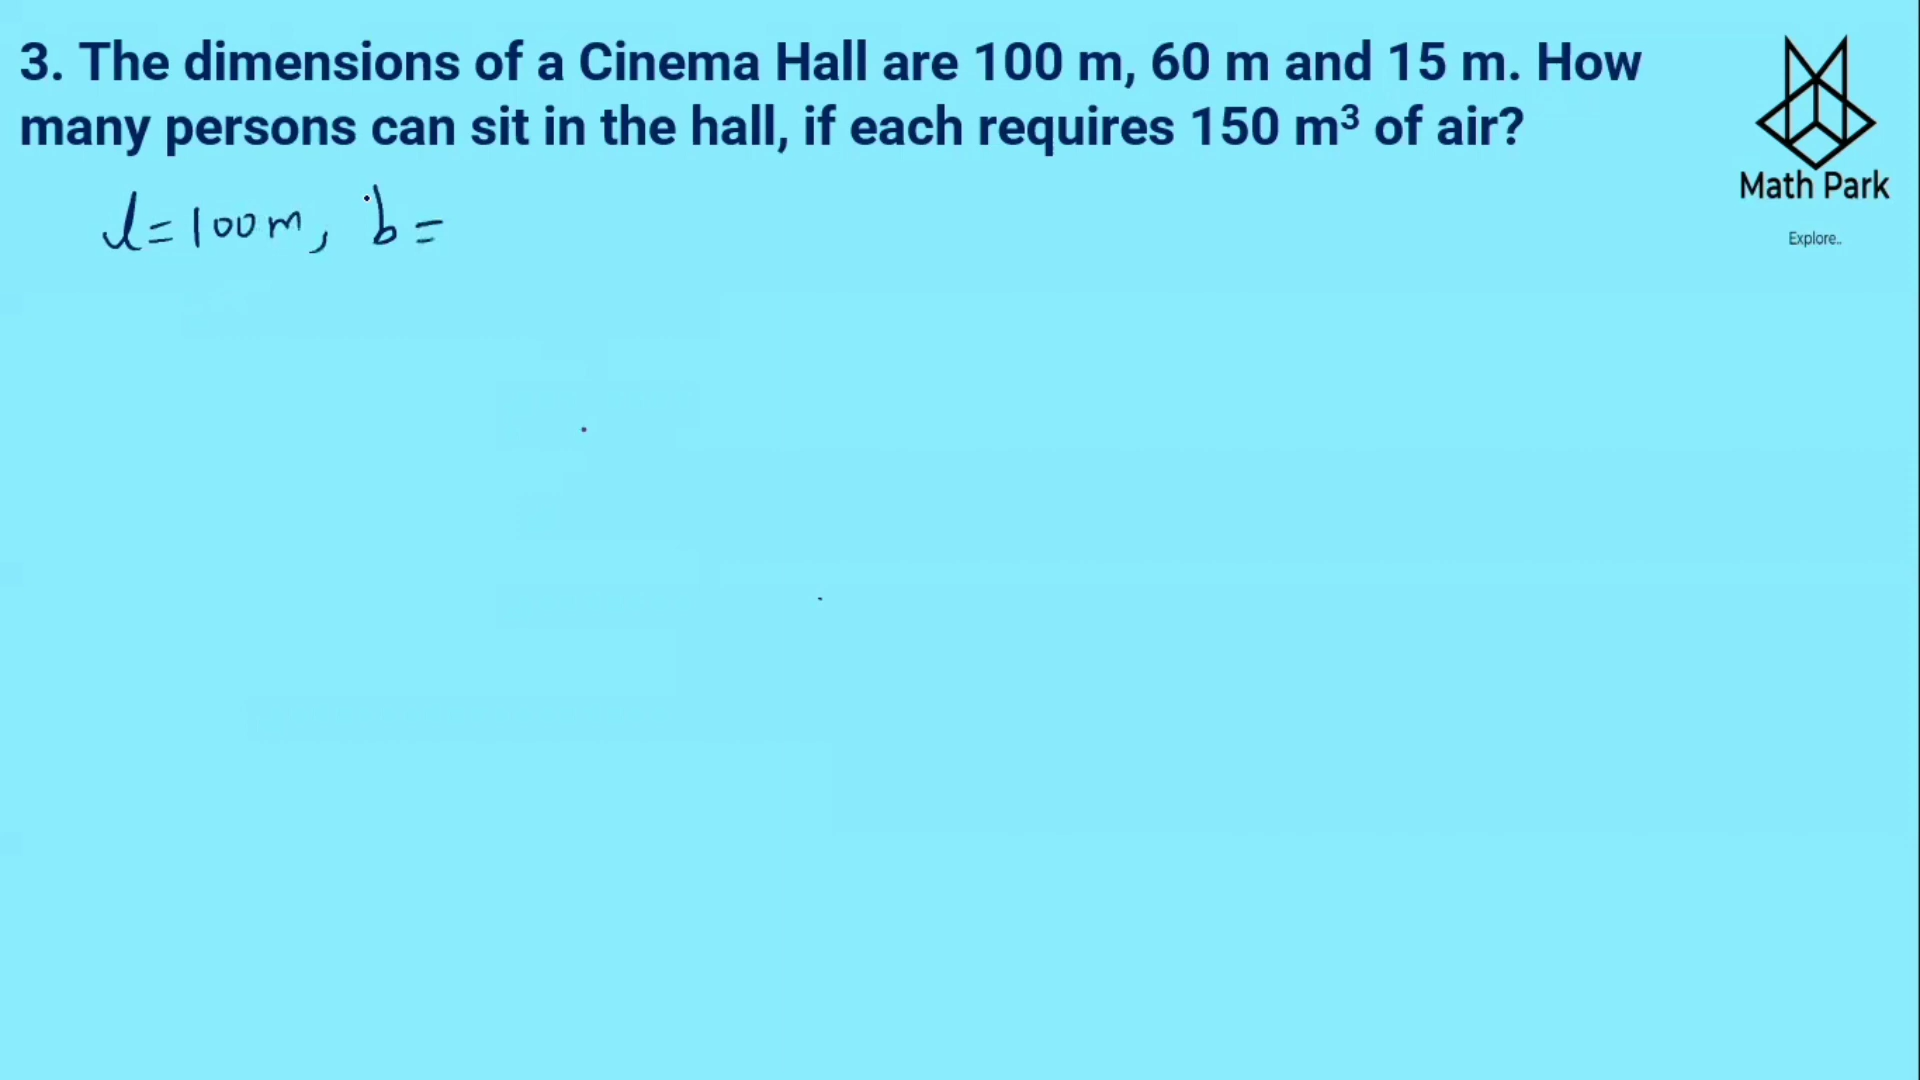 3. The dimensions of a Cinema Hall are 100 m, 60 m and 15 m. How
many persons can sit in the hall, if each requires 150 m³ of air?
l = 100 m, b =
Math Park
Explore..